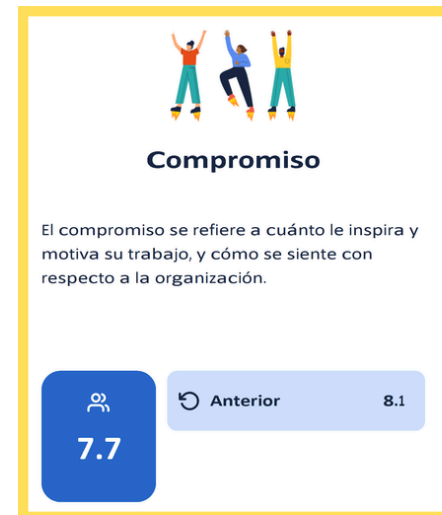 Compromiso
El compromiso se refiere a cuánto le inspira y
motiva su trabajo, y cómo se siente con
respecto a la organización.
7.7
Anterior 8.1